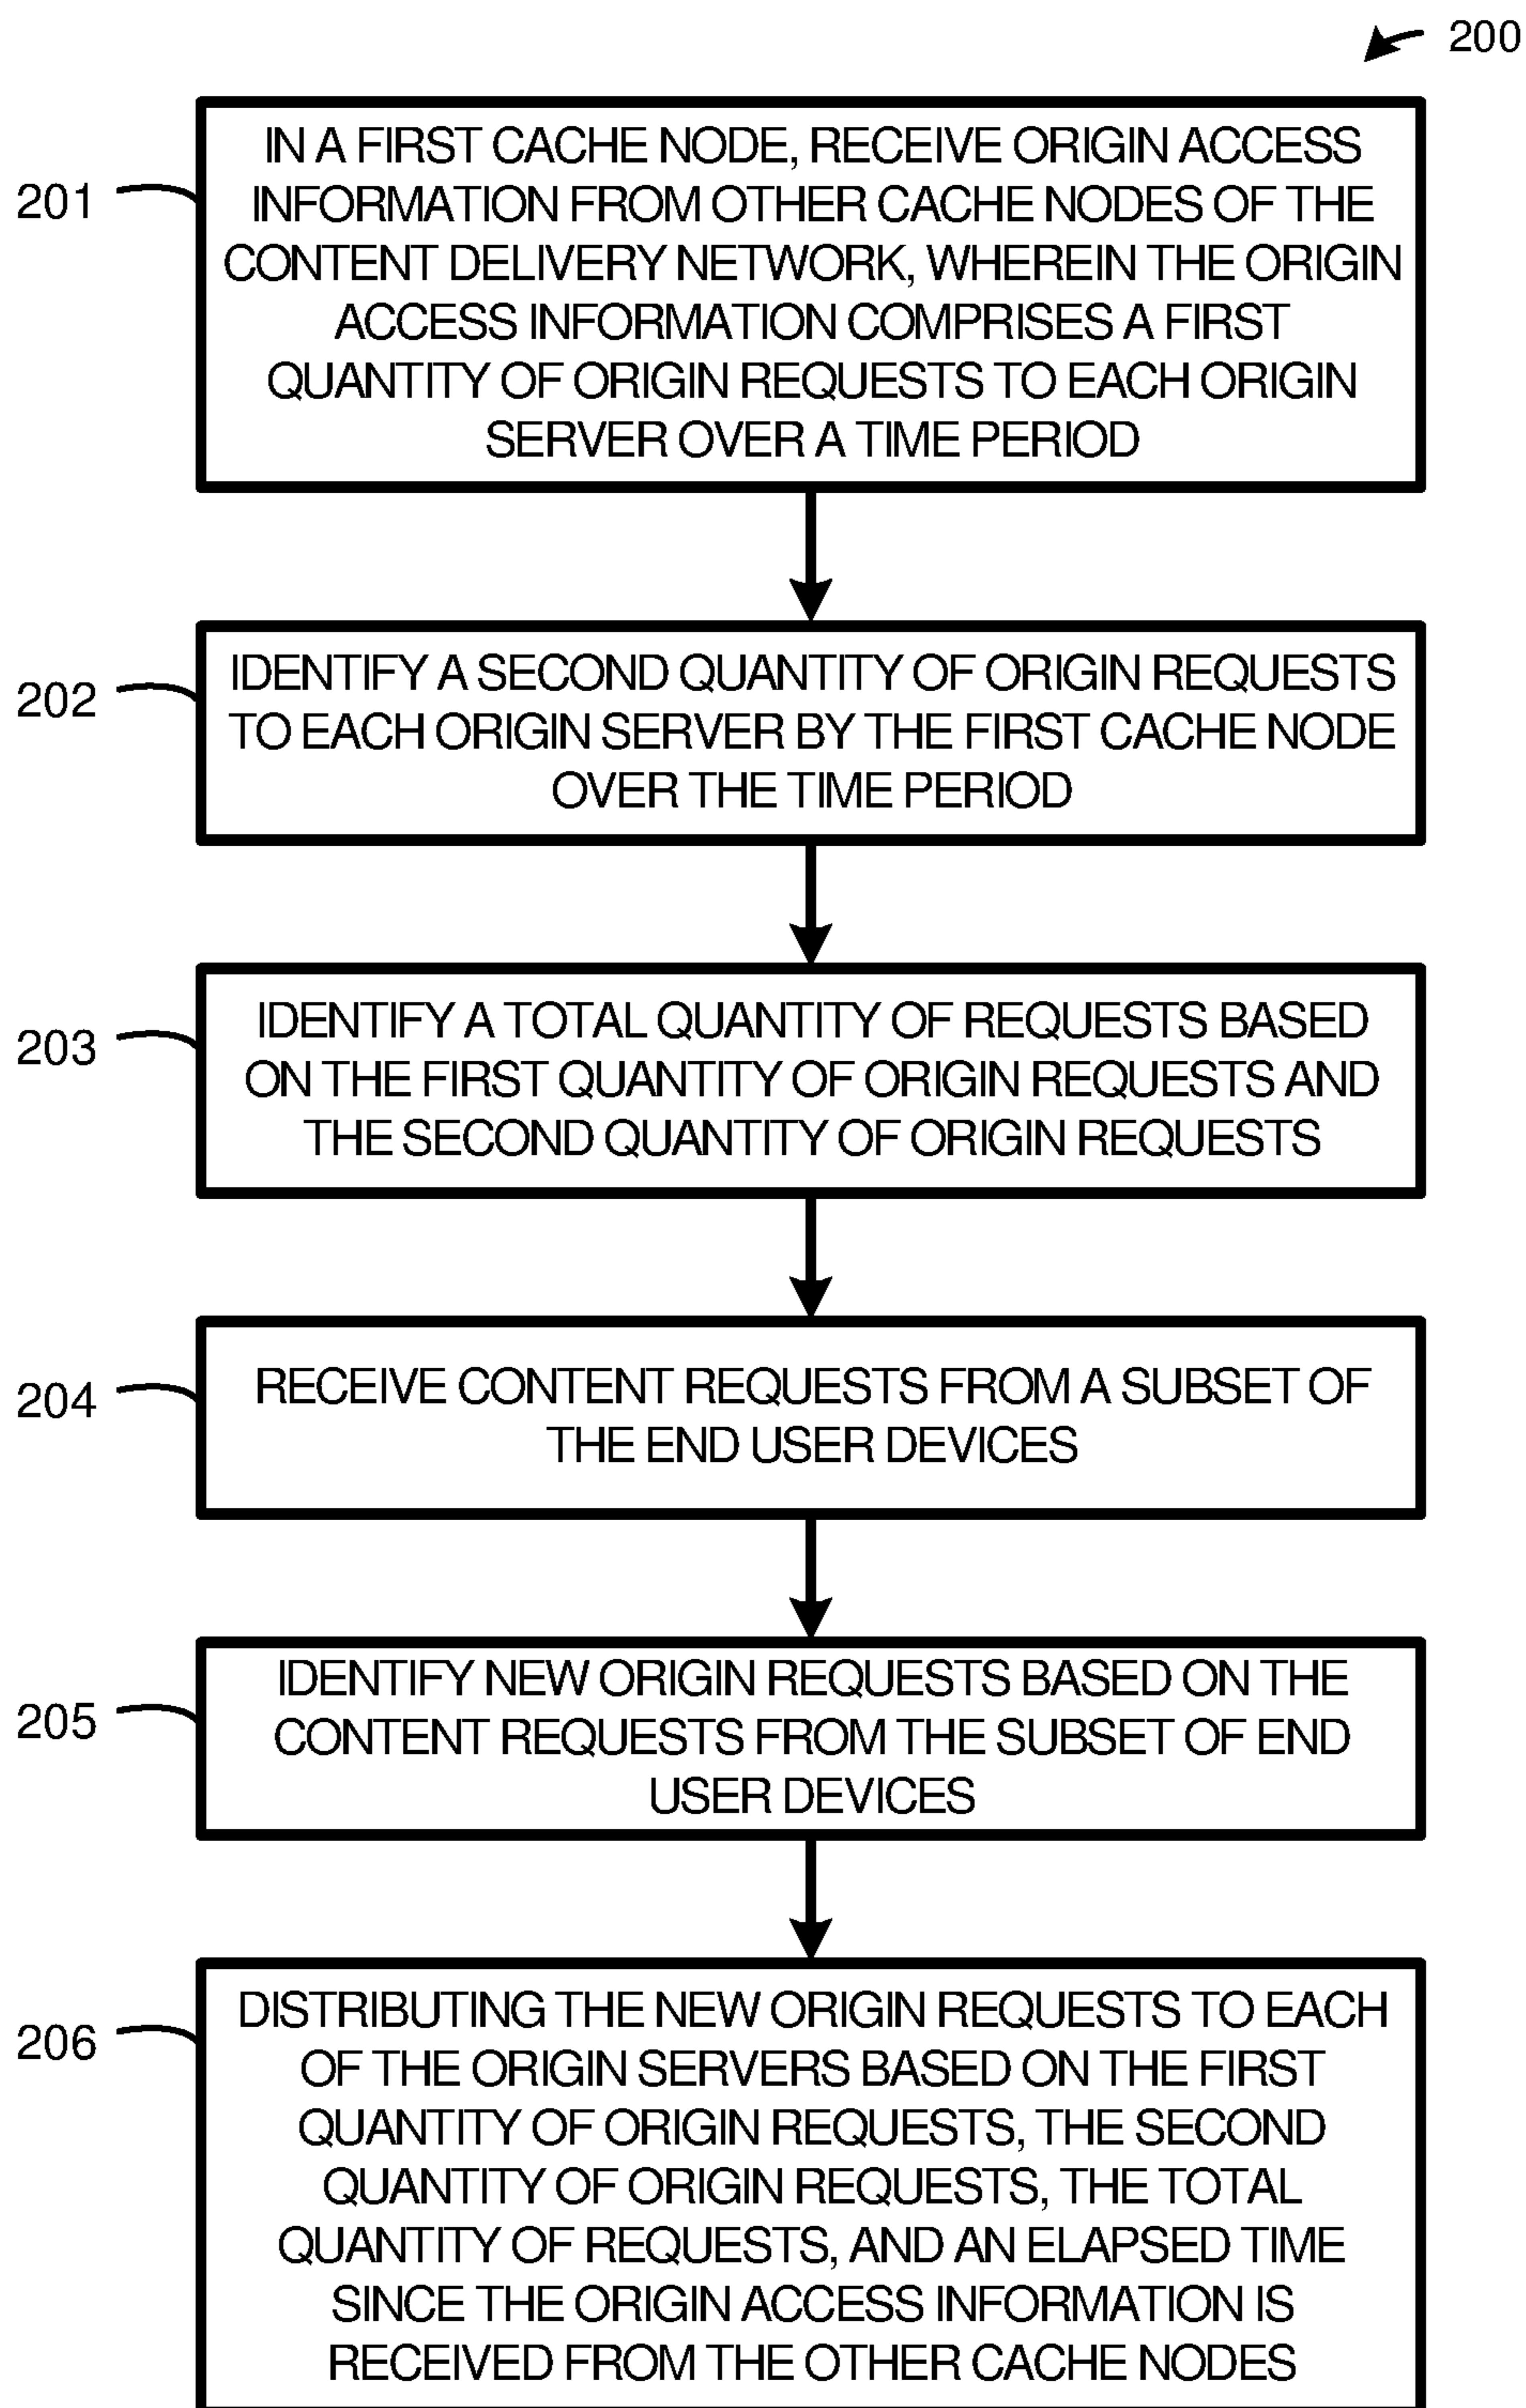 200
201
IN A FIRST CACHE NODE, RECEIVE ORIGIN ACCESS
INFORMATION FROM OTHER CACHE NODES OF THE
CONTENT DELIVERY NETWORK, WHEREIN THE ORIGIN
ACCESS INFORMATION COMPRISES A FIRST
QUANTITY OF ORIGIN REQUESTS TO EACH ORIGIN
SERVER OVER A TIME PERIOD
202
IDENTIFY A SECOND QUANTITY OF ORIGIN REQUESTS
TO EACH ORIGIN SERVER BY THE FIRST CACHE NODE
OVER THE TIME PERIOD
203
IDENTIFY A TOTAL QUANTITY OF REQUESTS BASED
ON THE FIRST QUANTITY OF ORIGIN REQUESTS AND
THE SECOND QUANTITY OF ORIGIN REQUESTS
204
RECEIVE CONTENT REQUESTS FROM A SUBSET OF
THE END USER DEVICES
205
IDENTIFY NEW ORIGIN REQUESTS BASED ON THE
CONTENT REQUESTS FROM THE SUBSET OF END
USER DEVICES
206
DISTRIBUTING THE NEW ORIGIN REQUESTS TO EACH
OF THE ORIGIN SERVERS BASED ON THE FIRST
QUANTITY OF ORIGIN REQUESTS, THE SECOND
QUANTITY OF ORIGIN REQUESTS, THE TOTAL
QUANTITY OF REQUESTS, AND AN ELAPSED TIME
SINCE THE ORIGIN ACCESS INFORMATION IS
RECEIVED FROM THE OTHER CACHE NODES